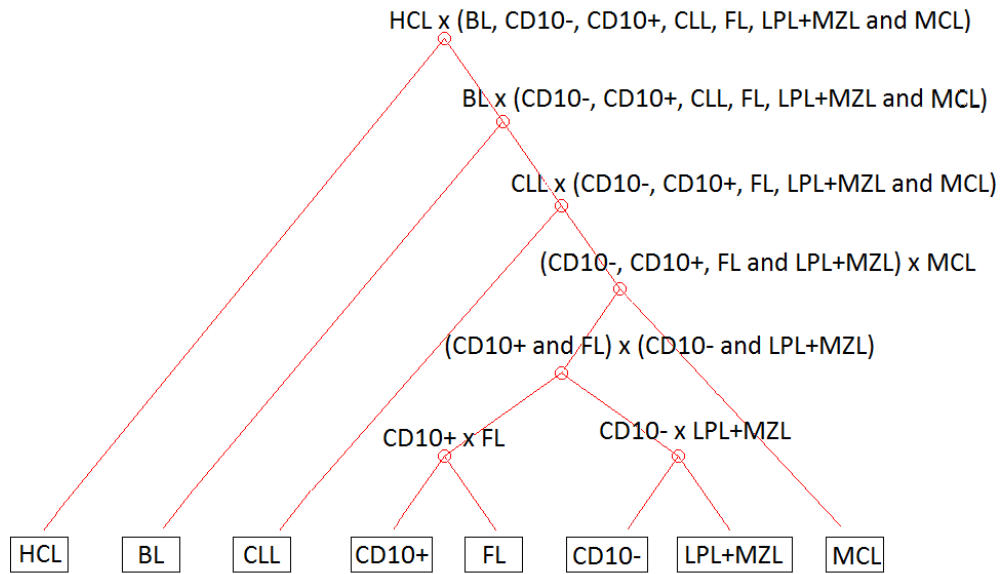 HCL x (BL, CD10-, CD10+, CLL, FL, LPL+MZL and MCL)
BL x (CD10-, CD10+, CLL, FL, LPL+MZL and MCL)
CLL x (CD10-, CD10+, FL, LPL+MZL and MCL)
(CD10-, CD10+, FL and LPL+MZL) x MCL
(CD10+ and FL) x (CD10- and LPL+MZL)
CD10+ x FL
CD10- x LPL+MZL
HCL
BL
CLL
CD10+
FL
CD10-
LPL+MZL
MCL